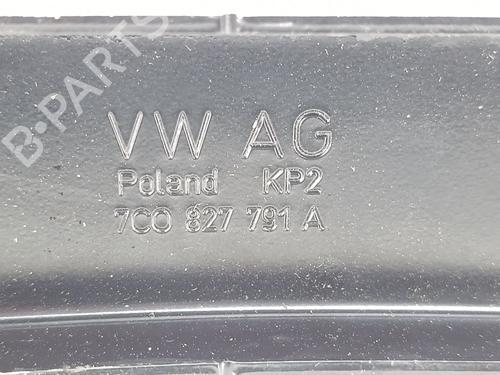 B-PARTS
VW AG
Poland KP2
7C0 827 791 A